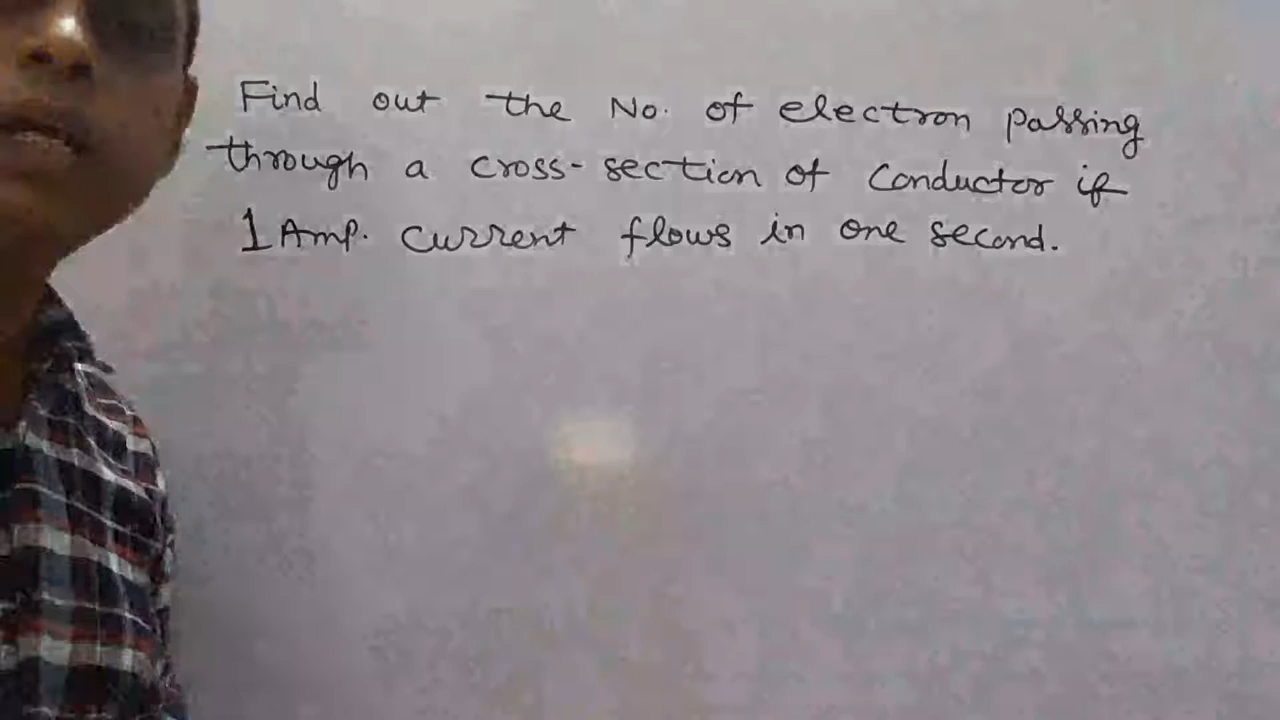 Find out the No. of electron passing
through a cross-section of conductor if
1 Amp. current flows in one second.